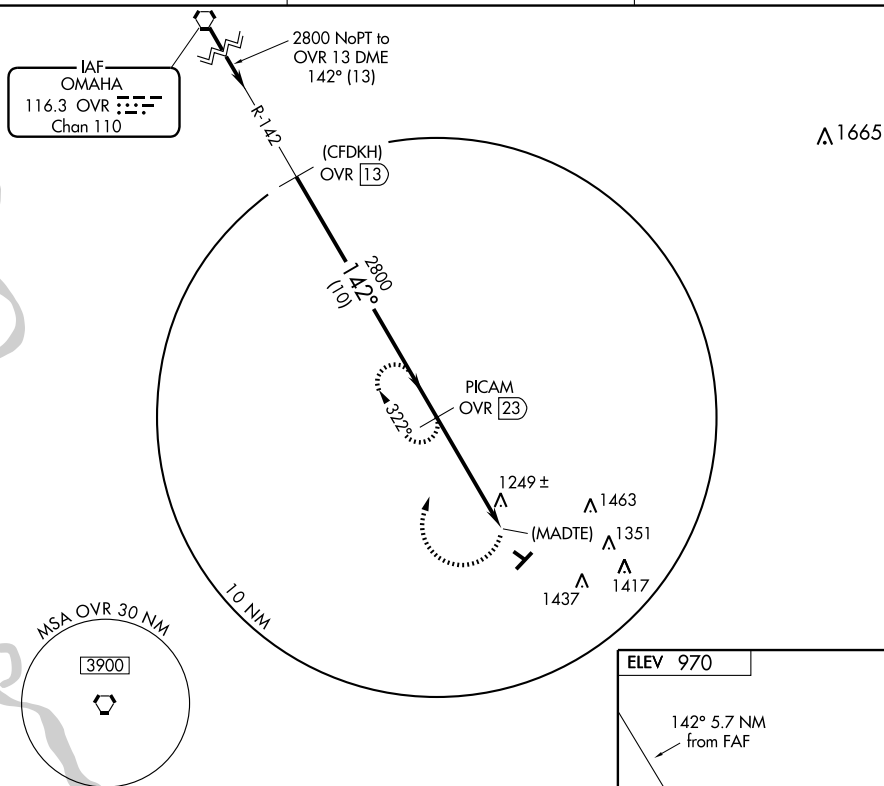 2800 NoPT to
OVR 13 DME
142° (13)
IAF
OMAHA
116.3 OVR
Chan 110
R-142
(CFDKH)
OVR 13
1665
2800
142°
(10)
PICAM
OVR 23
322°
1249 ±
1463
(MADTE)
1351
1417
1437
10 NM
MSA OVR 30 NM
3900
ELEV 970
142° 5.7 NM
from FAF